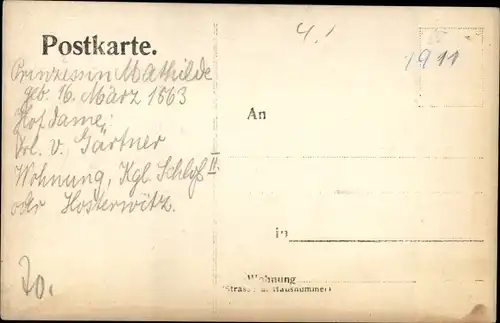 Postkarte.
4.1
1911
Prinzessin Mathilde
geb. 16. März 1863
Hofdame:
Frl. v. Gärtner
Wohnung, Kgl. Schloß II
oder Hosterwitz.
An
in
Wohnung
(Strasse u. Hausnummer)
20.